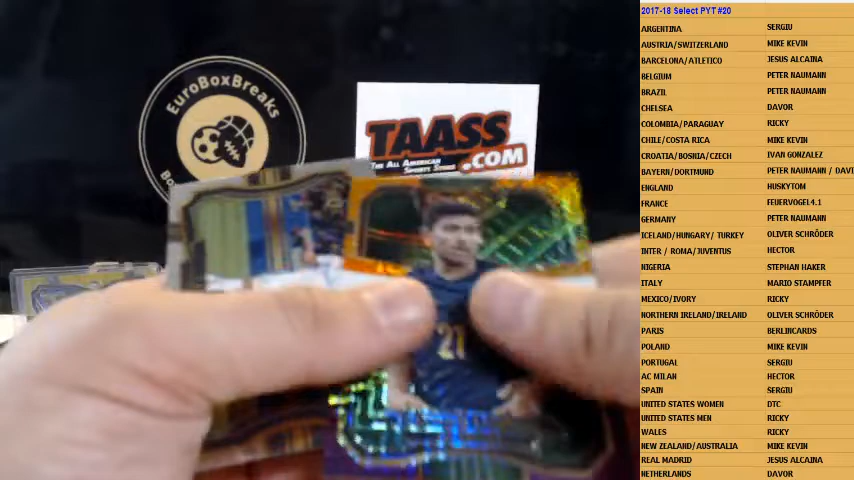 EuroBoxBreaks
Bo
TAASS
THE ALL AMERICAN
SPORTS STORE
.COM
21
2017-18 Select PYT #20
ARGENTINA SERGIU
AUSTRIA/SWITZERLAND MIKE KEVIN
BARCELONA/ATLETICO JESUS ALCAINA
BELGIUM PETER NAUMANN
BRAZIL PETER NAUMANN
CHELSEA DAVOR
COLOMBIA/PARAGUAY RICKY
CHILE/COSTA RICA MIKE KEVIN
CROATIA/BOSNIA/CZECH IVAN GONZALEZ
BAYERN/DORTMUND PETER NAUMANN / DAVI
ENGLAND HUSKYTOM
FRANCE FEUERVOGEL4.1
GERMANY PETER NAUMANN
ICELAND/HUNGARY/ TURKEY OLIVER SCHRÖDER
INTER / ROMA/JUVENTUS HECTOR
NIGERIA STEPHAN HAKER
ITALY MARIO STAMPFER
MEXICO/IVORY RICKY
NORTHERN IRELAND/IRELAND OLIVER SCHRÖDER
PARIS BERLINCARDS
POLAND MIKE KEVIN
PORTUGAL SERGIU
AC MILAN HECTOR
SPAIN SERGIU
UNITED STATES WOMEN DTC
UNITED STATES MEN RICKY
WALES RICKY
NEW ZEALAND/AUSTRALIA MIKE KEVIN
REAL MADRID JESUS ALCAINA
NETHERLANDS DAVOR